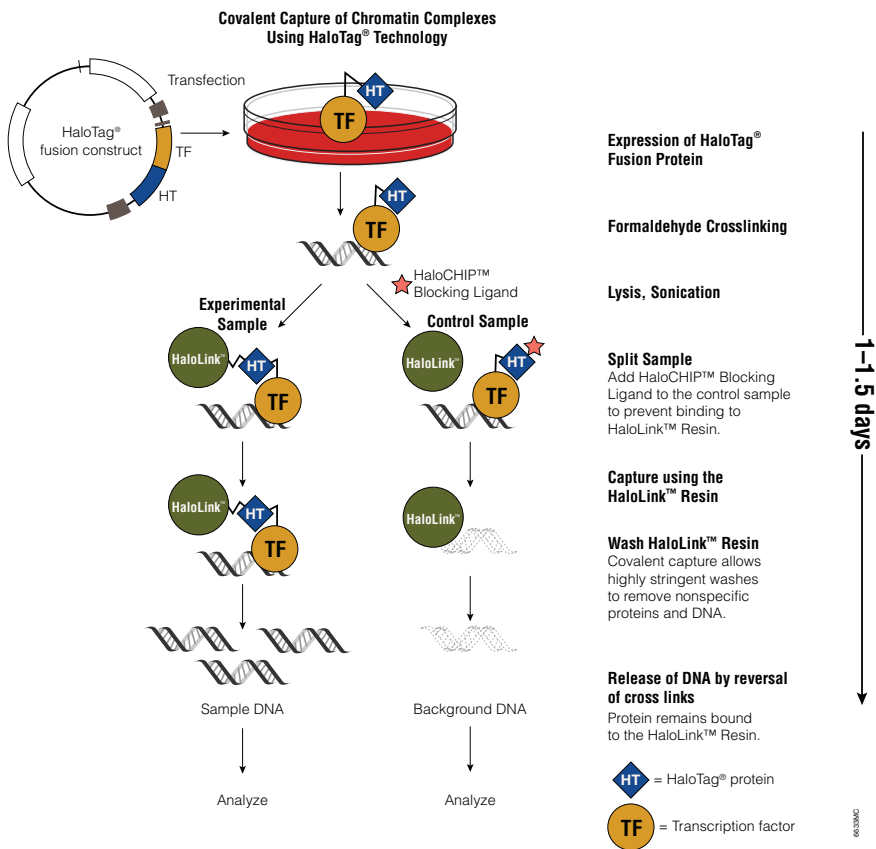 Covalent Capture of Chromatin Complexes
Using HaloTag® Technology
Transfection
HaloTag®
fusion construct
TF
HT
HT
TF
Expression of HaloTag®
Fusion Protein
HT
TF
Formaldehyde Crosslinking
HaloCHIP™
Blocking Ligand
Lysis, Sonication
Experimental
Sample
Control Sample
HaloLink™
HT
TF
HaloLink™
HT
TF
Split Sample
Add HaloCHIP™ Blocking
Ligand to the control sample
to prevent binding to
HaloLink™ Resin.
1–1.5 days
HaloLink™
HT
TF
HaloLink™
Capture using the
HaloLink™ Resin
Wash HaloLink™ Resin
Covalent capture allows
highly stringent washes
to remove nonspecific
proteins and DNA.
Sample DNA
Background DNA
Release of DNA by reversal
of cross links
Protein remains bound
to the HaloLink™ Resin.
Analyze
Analyze
HT = HaloTag® protein
TF = Transcription factor
6633MC